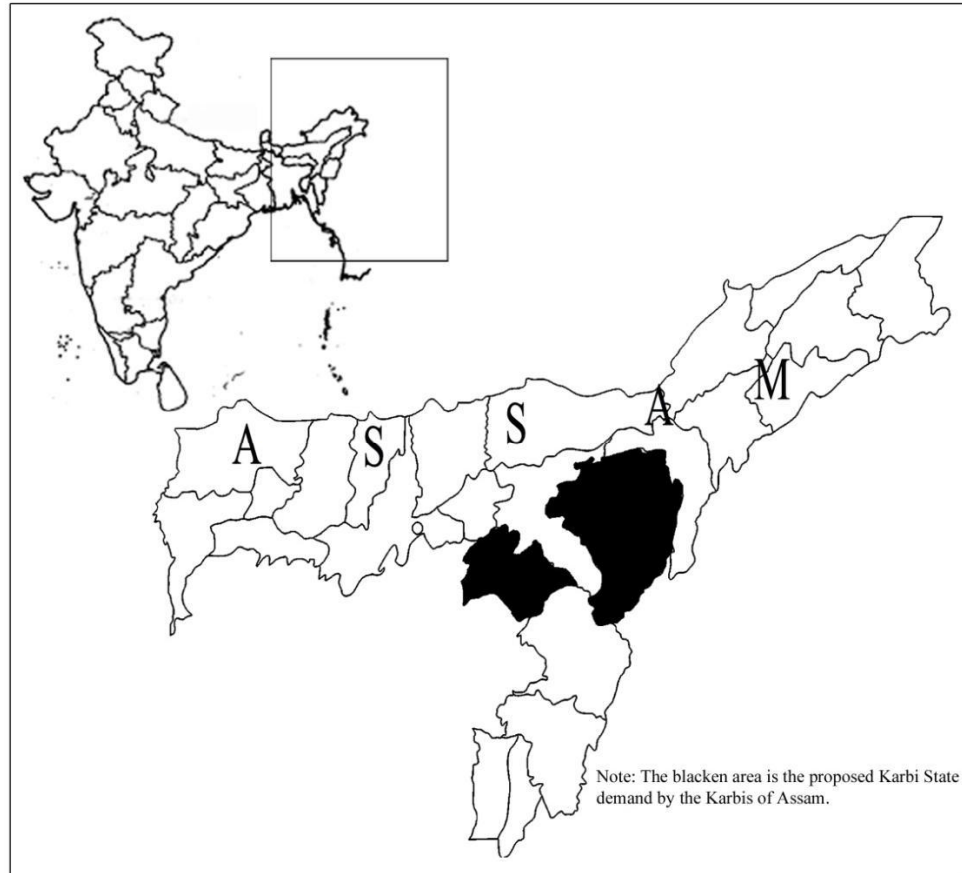 A S S A M
Note: The blacken area is the proposed Karbi State
demand by the Karbis of Assam.